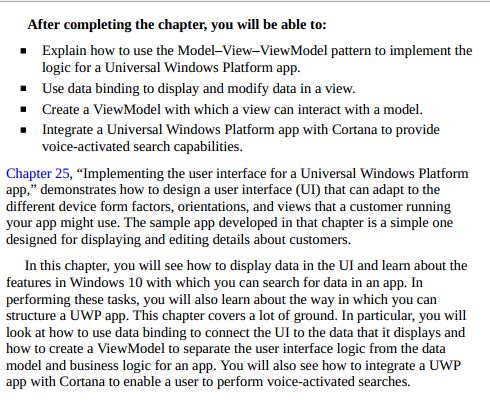 After completing the chapter, you will be able to:
▪ Explain how to use the Model–View–ViewModel pattern to implement the
logic for a Universal Windows Platform app.
▪ Use data binding to display and modify data in a view.
▪ Create a ViewModel with which a view can interact with a model.
▪ Integrate a Universal Windows Platform app with Cortana to provide
voice-activated search capabilities.
Chapter 25, “Implementing the user interface for a Universal Windows Platform
app,” demonstrates how to design a user interface (UI) that can adapt to the
different device form factors, orientations, and views that a customer running
your app might use. The sample app developed in that chapter is a simple one
designed for displaying and editing details about customers.
In this chapter, you will see how to display data in the UI and learn about the
features in Windows 10 with which you can search for data in an app. In
performing these tasks, you will also learn about the way in which you can
structure a UWP app. This chapter covers a lot of ground. In particular, you will
look at how to use data binding to connect the UI to the data that it displays and
how to create a ViewModel to separate the user interface logic from the data
model and business logic for an app. You will also see how to integrate a UWP
app with Cortana to enable a user to perform voice-activated searches.